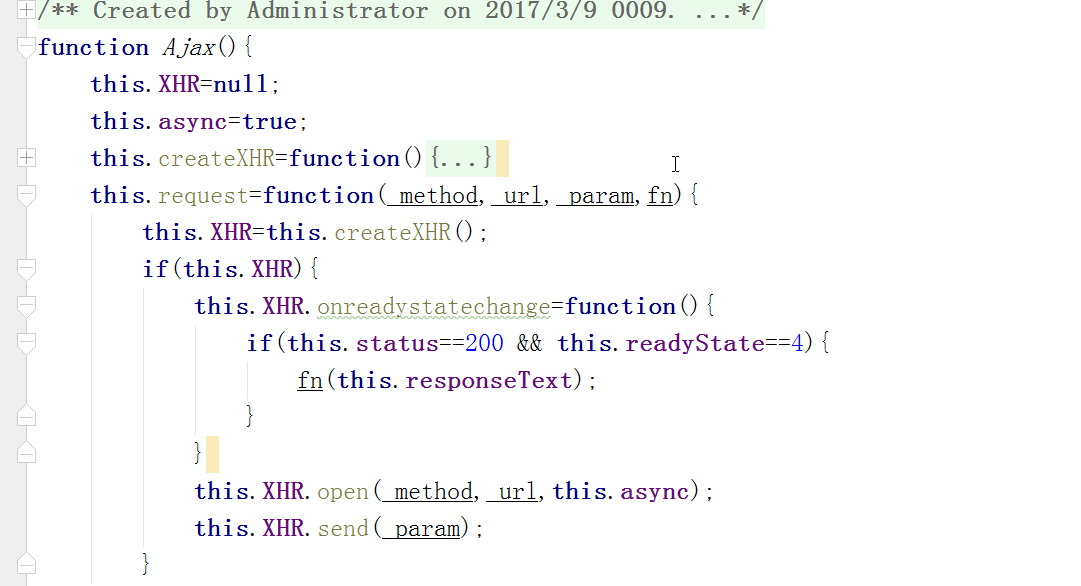 /** Created by Administrator on 2017/3/9 0009. ...*/
function Ajax(){
    this.XHR=null;
    this.async=true;
    this.createXHR=function(){...}
    this.request=function(_method,_url,_param,fn){
        this.XHR=this.createXHR();
        if(this.XHR){
            this.XHR.onreadystatechange=function(){
                if(this.status==200 && this.readyState==4){
                    fn(this.responseText);
                }
            }
            this.XHR.open(_method,_url,this.async);
            this.XHR.send(_param);
        }